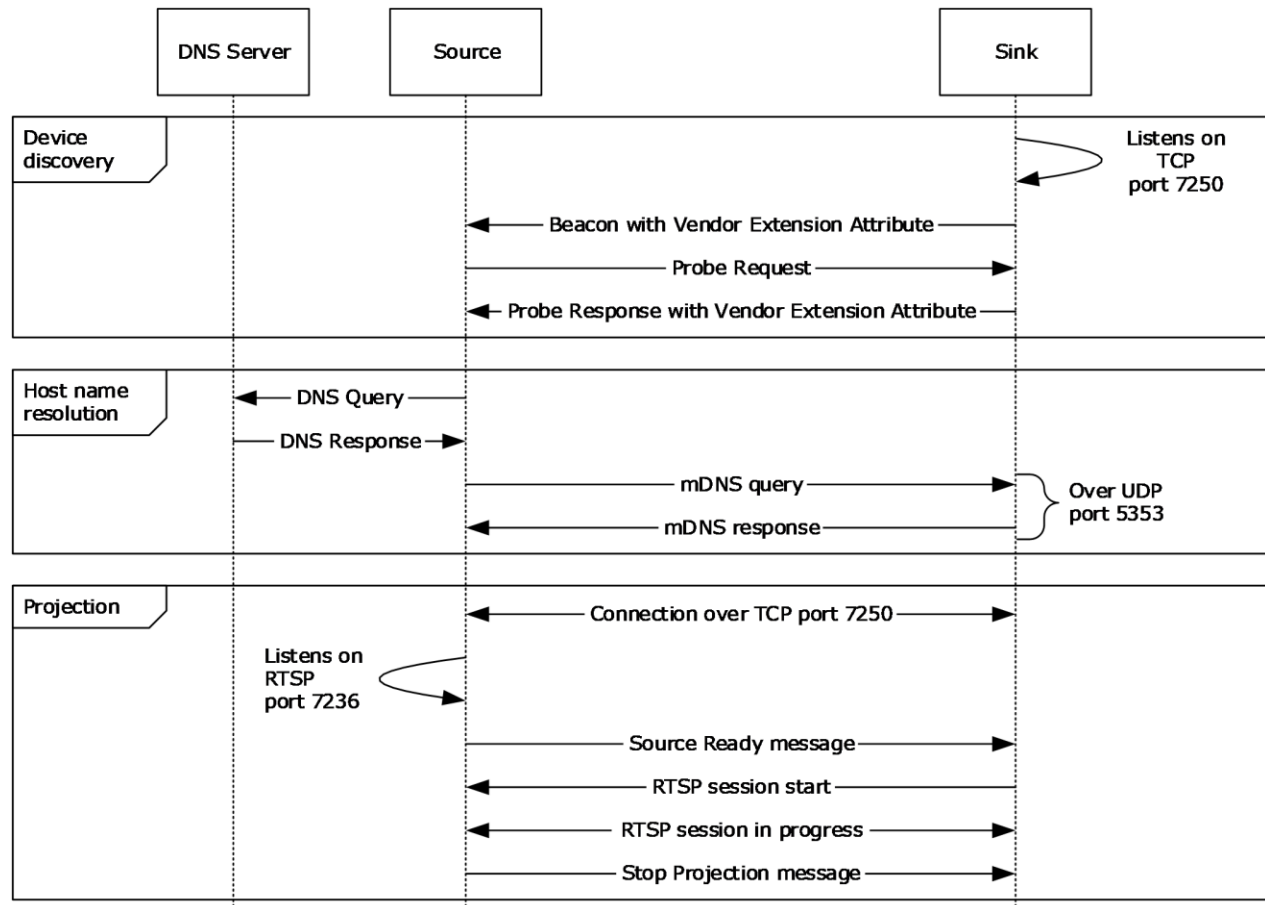 DNS Server
Source
Sink
Device
discovery
Listens on
TCP
port 7250
Beacon with Vendor Extension Attribute
Probe Request
Probe Response with Vendor Extension Attribute
Host name
resolution
DNS Query
DNS Response
mDNS query
Over UDP
port 5353
mDNS response
Projection
Connection over TCP port 7250
Listens on
RTSP
port 7236
Source Ready message
RTSP session start
RTSP session in progress
Stop Projection message